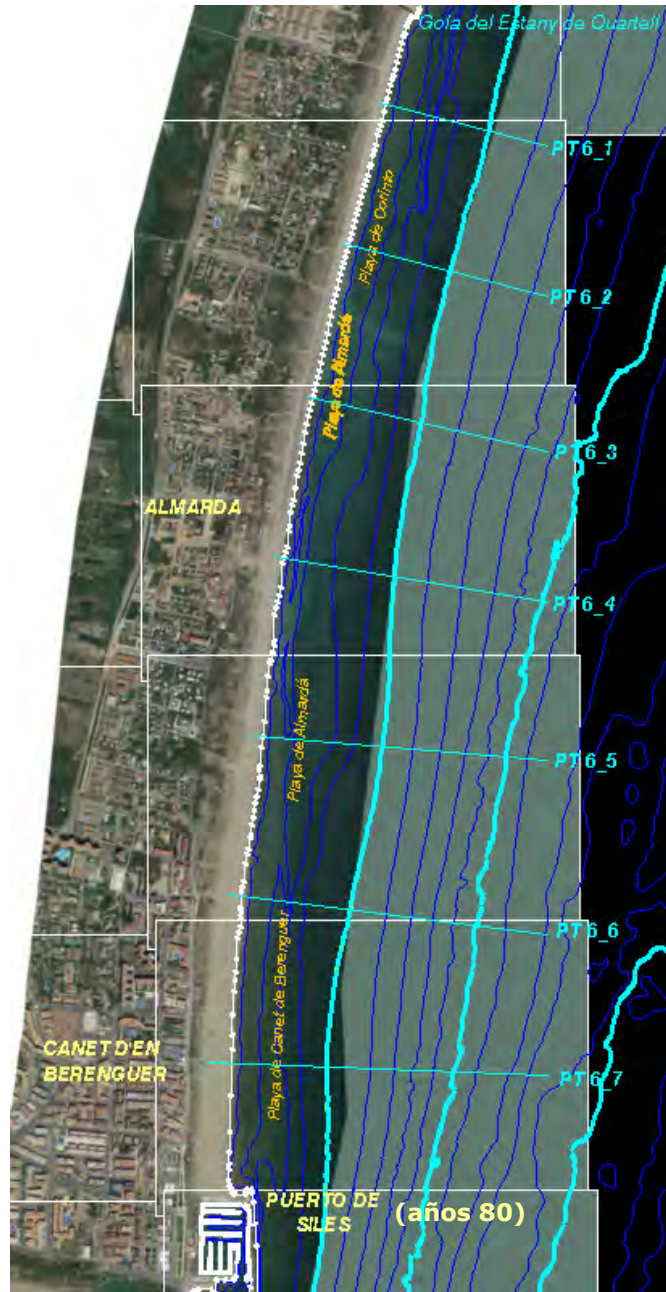 Gola del Estany de Quartell
PT6_1
Playa de Corinto
PT6_2
Playa de Almardá
PT6_3
ALMARDA
PT6_4
Playa de Almardá
PT6_5
Playa de Canet de Berenguer
PT6_6
CANET D'EN
BERENGUER
PT6_7
PUERTO DE
SILES
(años 80)